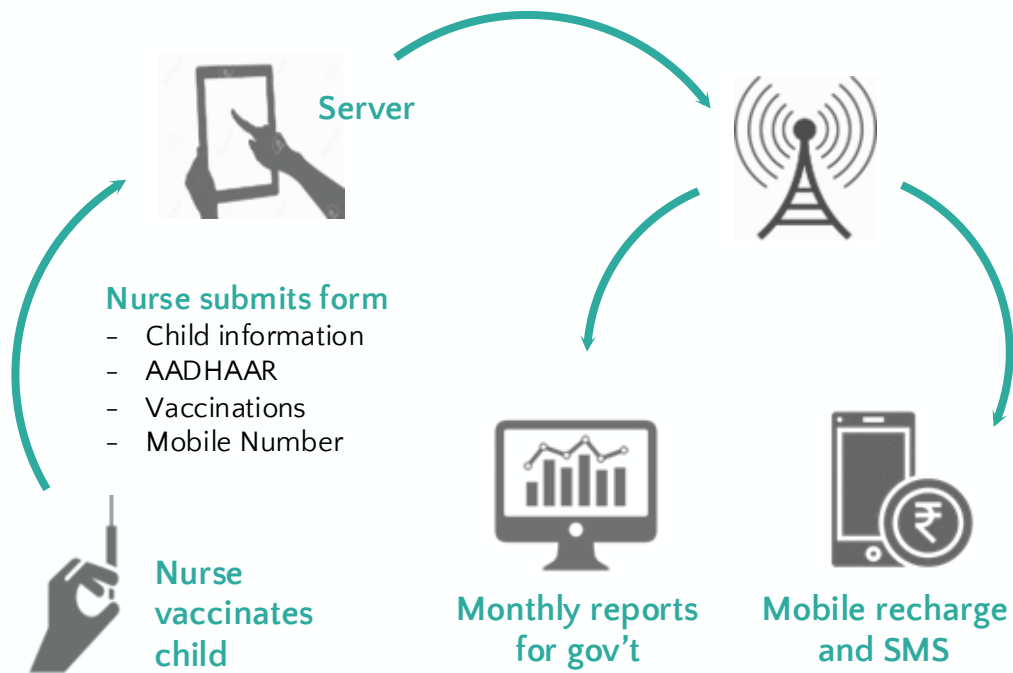 Server
Nurse submits form
- Child information
- AADHAAR
- Vaccinations
- Mobile Number
Nurse
vaccinates
child
Monthly reports
for gov't
₹
Mobile recharge
and SMS